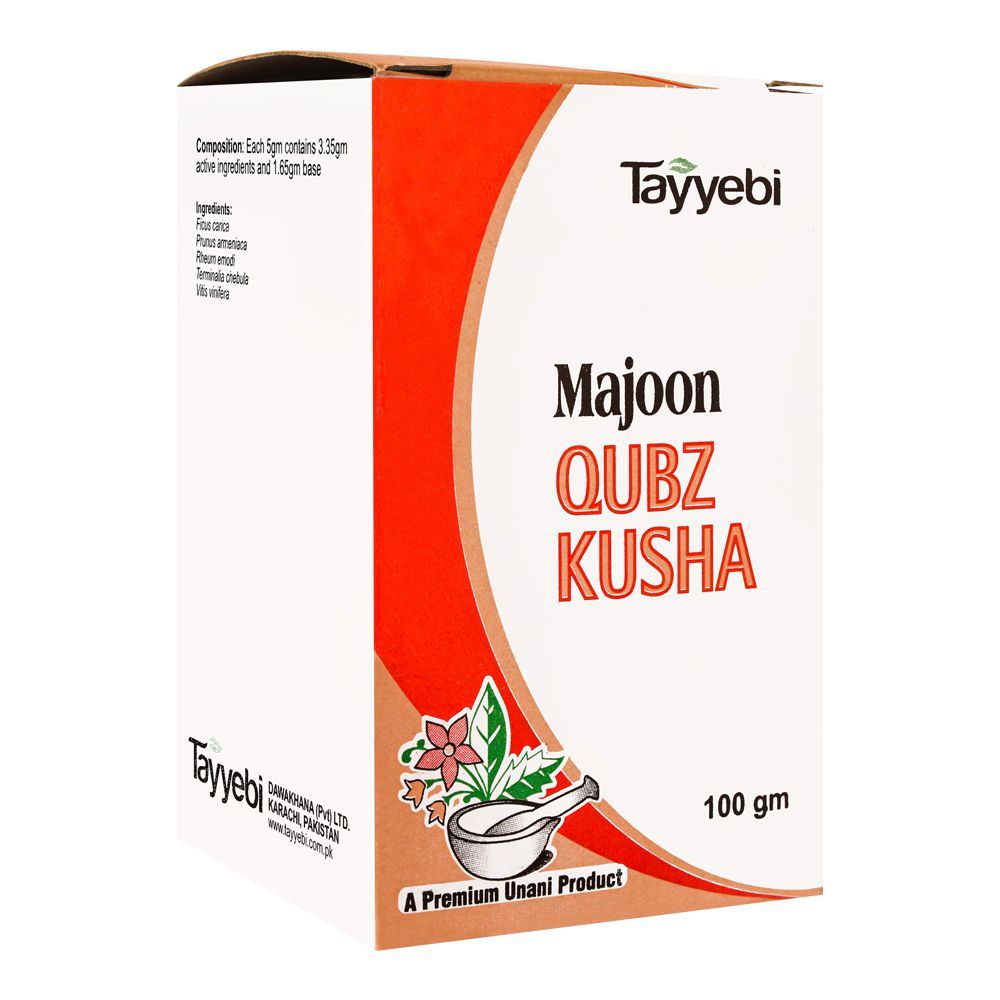 Composition: Each 5gm contains 3.35gm
active ingredients and 1.65gm base
Ingredients:
Ficus carica
Prunus armeniaca
Rheum emodi
Terminalia chebula
Vitis vinifera
Tayyebi
DAWAKHANA (Pvt) LTD.
KARACHI, PAKISTAN
www.tayyebi.com.pk
Tayyebi
Majoon
QUBZ
KUSHA
100 gm
A Premium Unani Product